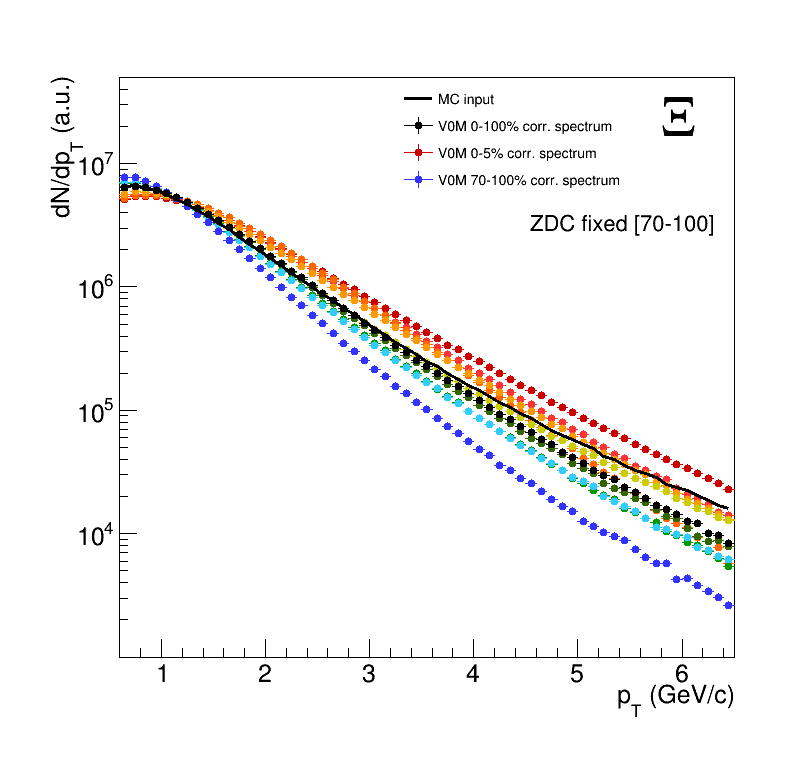 dN/dp_T (a.u.)
MC input
V0M 0-100% corr. spectrum
V0M 0-5% corr. spectrum
V0M 70-100% corr. spectrum
Ξ
ZDC fixed [70-100]
10^7
10^6
10^5
10^4
1 2 3 4 5 6
p_T (GeV/c)